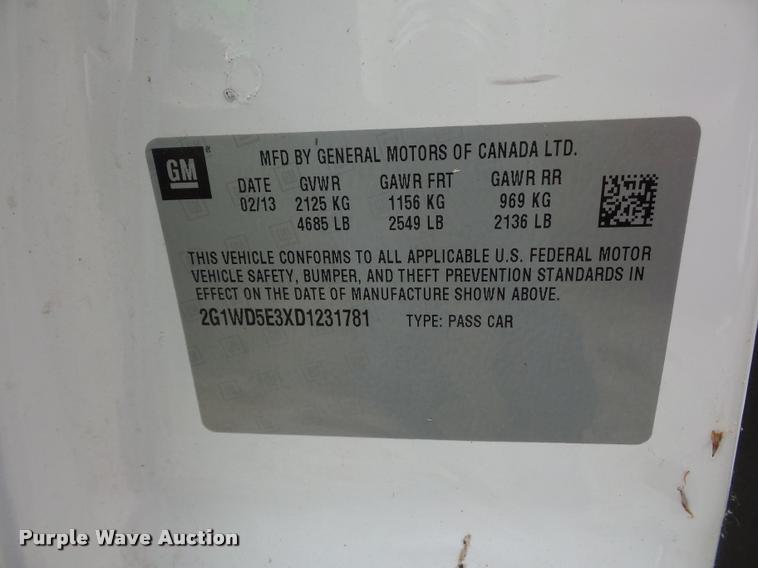 GM ®
MFD BY GENERAL MOTORS OF CANADA LTD.
DATE GVWR GAWR FRT GAWR RR
02/13 2125 KG 1156 KG 969 KG
4685 LB 2549 LB 2136 LB
THIS VEHICLE CONFORMS TO ALL APPLICABLE U.S. FEDERAL MOTOR
VEHICLE SAFETY, BUMPER, AND THEFT PREVENTION STANDARDS IN
EFFECT ON THE DATE OF MANUFACTURE SHOWN ABOVE.
2G1WD5E3XD1231781 TYPE: PASS CAR
Purple Wave Auction